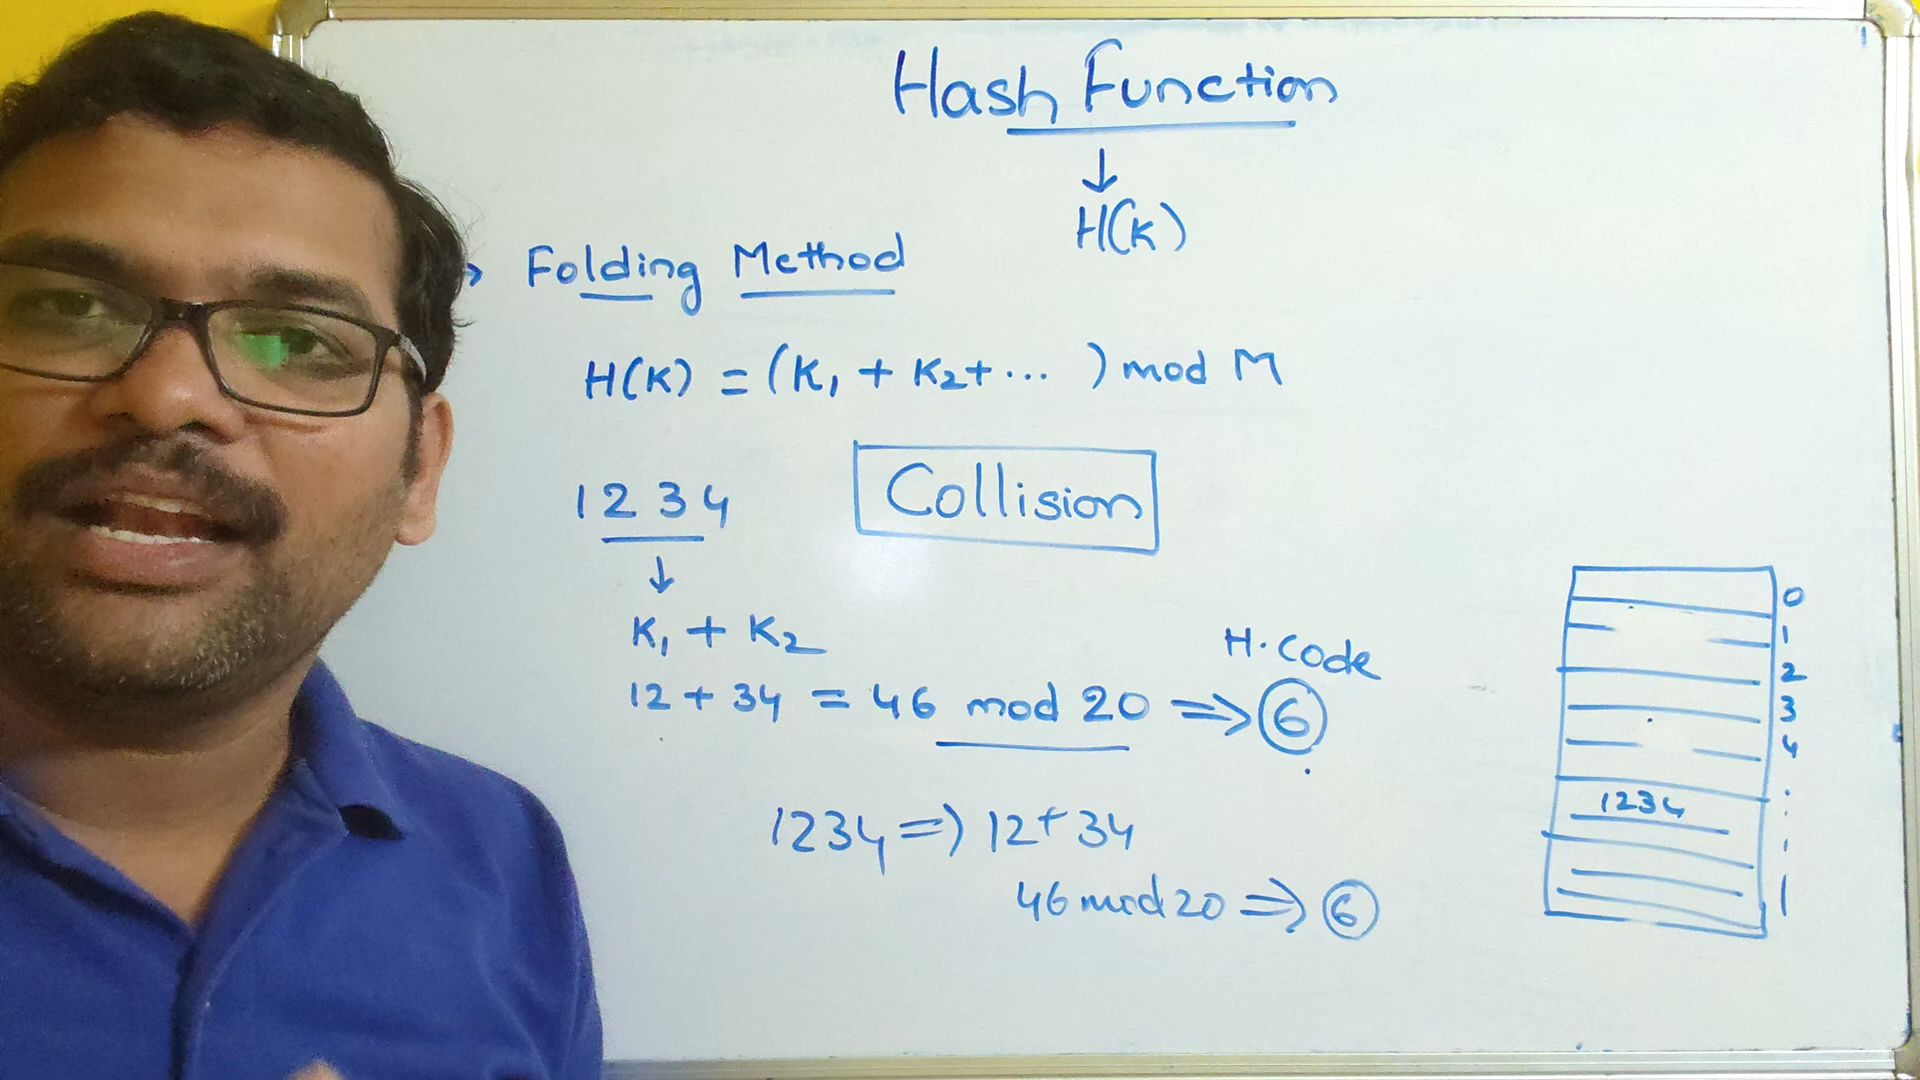 Hash Function
↓
H(K)
> Folding Method
H(K) = (K₁ + K₂ + ... ) mod M
Collision
1234
↓
K₁ + K₂
H.Code
12 + 34 = 46 mod 20 => 6
1234 => 12 + 34
46 mod 20 => 6
0
1
2
3
4
1234